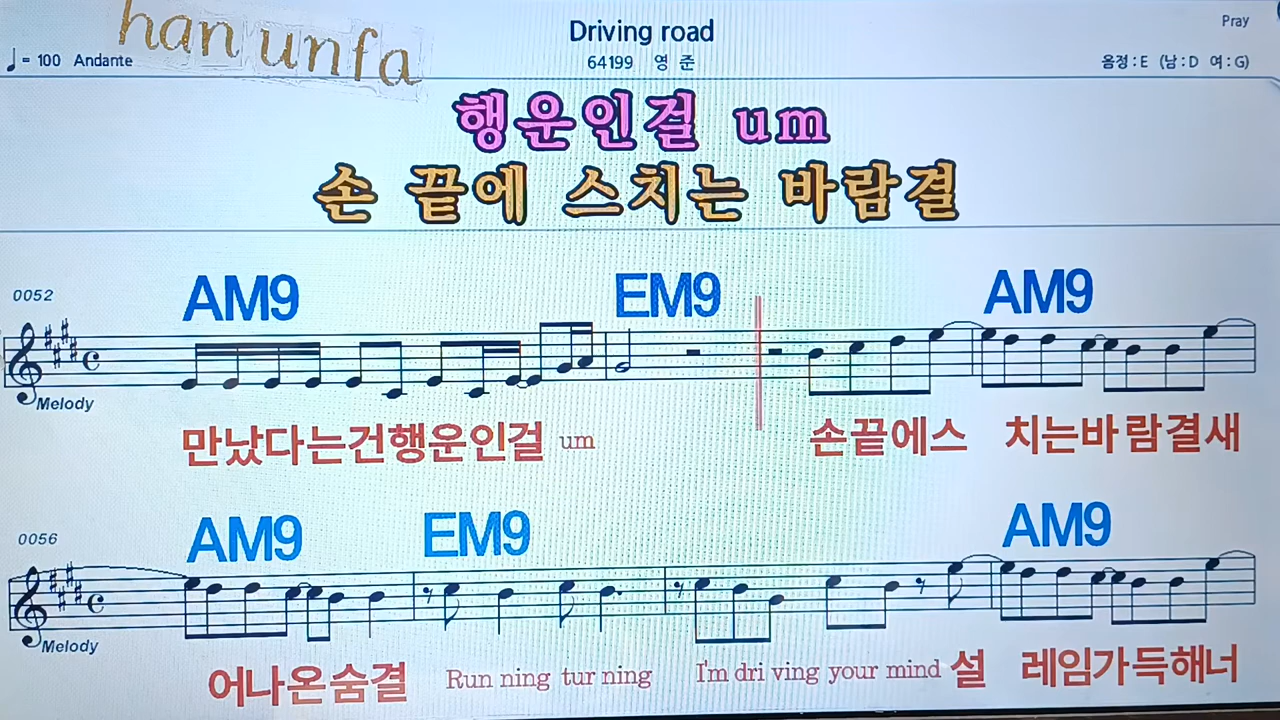 han unfa
Driving road
Pray
♩= 100 Andante
64199 영 준
음정:E (남:D 여:G)
행운인걸 um
손 끝에 스치는 바람결
0052
AM9 EM9 AM9
Melody
만났다는건행운인걸 um 손끝에스 치는바람결새
0056
AM9 EM9 AM9
Melody
어나온숨결 Run ning tur ning I'm dri ving your mind 설 레임가득해너